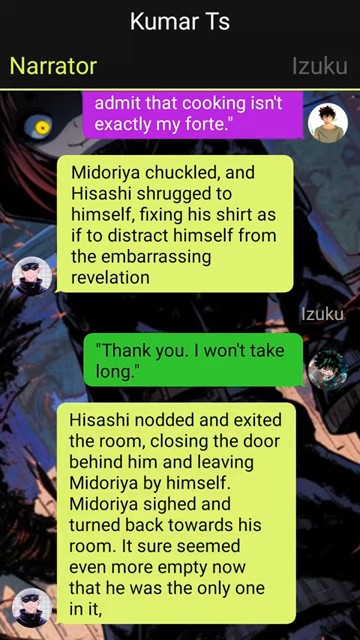 Kumar Ts
Narrator
Izuku
admit that cooking isn't
exactly my forte."
Midoriya chuckled, and
Hisashi shrugged to
himself, fixing his shirt as
if to distract himself from
the embarrassing
revelation
Izuku
"Thank you. I won't take
long."
Hisashi nodded and exited
the room, closing the door
behind him and leaving
Midoriya by himself.
Midoriya sighed and
turned back towards his
room. It sure seemed
even more empty now
that he was the only one
in it,